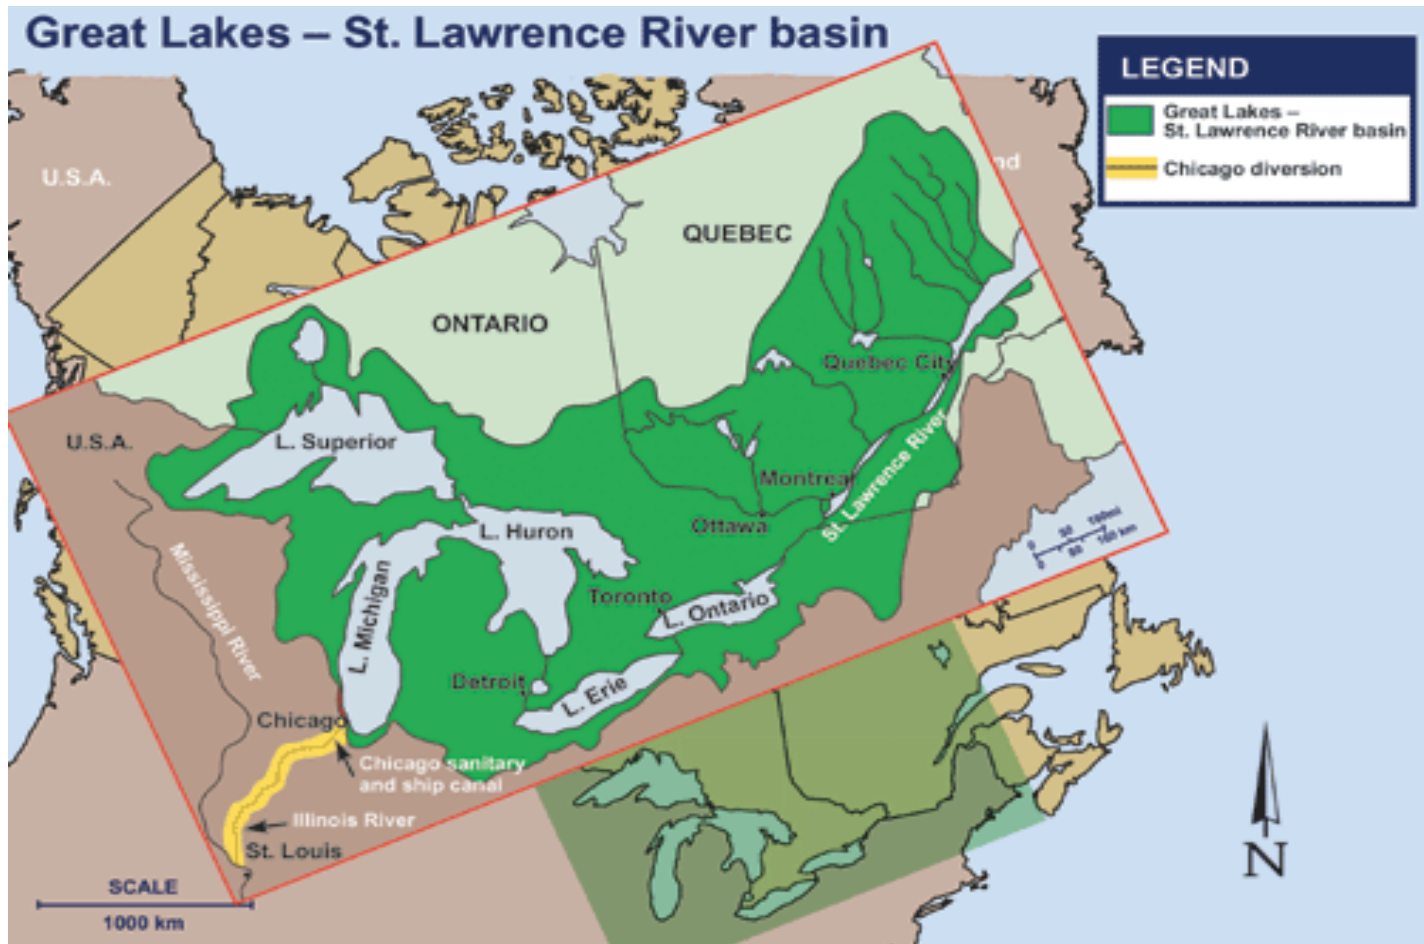 Great Lakes – St. Lawrence River basin
LEGEND
Great Lakes –
St. Lawrence River basin
Chicago diversion
U.S.A.
nd
QUEBEC
ONTARIO
Quebec City
U.S.A.
L. Superior
St. Lawrence River
Montreal
Ottawa
L. Huron
Mississippi River
L. Michigan
Toronto
L. Ontario
Detroit
L. Erie
Chicago
Chicago sanitary
and ship canal
Illinois River
St. Louis
SCALE
1000 km
N